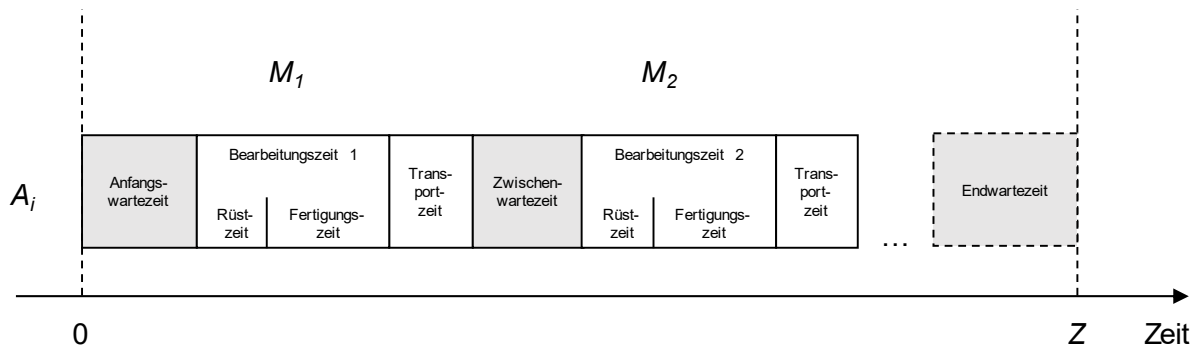 M1 M2
Bearbeitungszeit 1 Bearbeitungszeit 2
Ai
Anfangs-
wartezeit
Rüst-
zeit
Fertigungs-
zeit
Trans-
port-
zeit
Zwischen-
wartezeit
Rüst-
zeit
Fertigungs-
zeit
Trans-
port-
zeit
...
Endwartezeit
0 Z Zeit